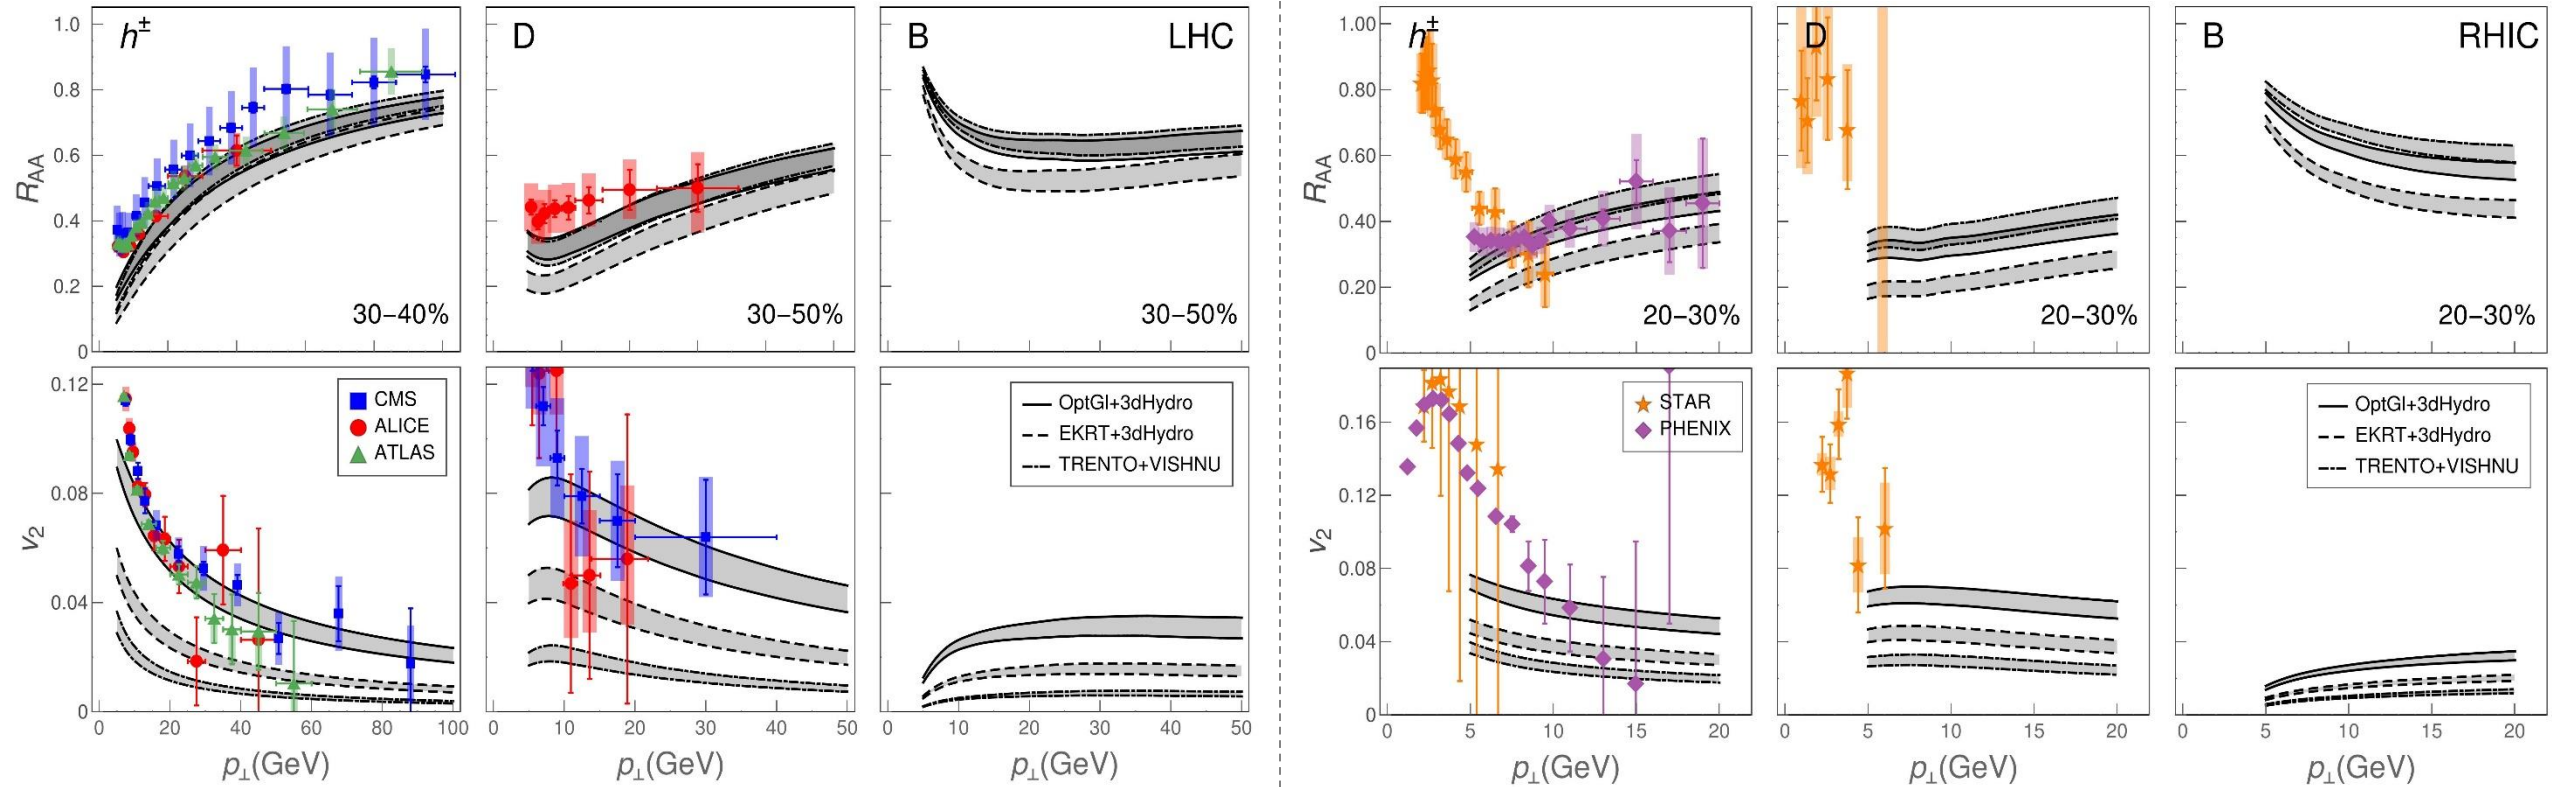 h±
D
B
LHC
h±
D
B
RHIC
R_AA
1.0
0.8
0.6
0.4
0.2
0
30–40%
30–50%
30–50%
R_AA
1.00
0.80
0.60
0.40
0.20
0
20–30%
20–30%
20–30%
v₂
0.12
0.08
0.04
0
CMS
ALICE
ATLAS
OptGl+3dHydro
EKRT+3dHydro
TRENTO+VISHNU
v₂
0.16
0.12
0.08
0.04
0
STAR
PHENIX
OptGl+3dHydro
EKRT+3dHydro
TRENTO+VISHNU
0 20 40 60 80 100
0 10 20 30 40 50
0 10 20 30 40 50
0 5 10 15 20
0 5 10 15 20
0 5 10 15 20
p⊥(GeV)
p⊥(GeV)
p⊥(GeV)
p⊥(GeV)
p⊥(GeV)
p⊥(GeV)